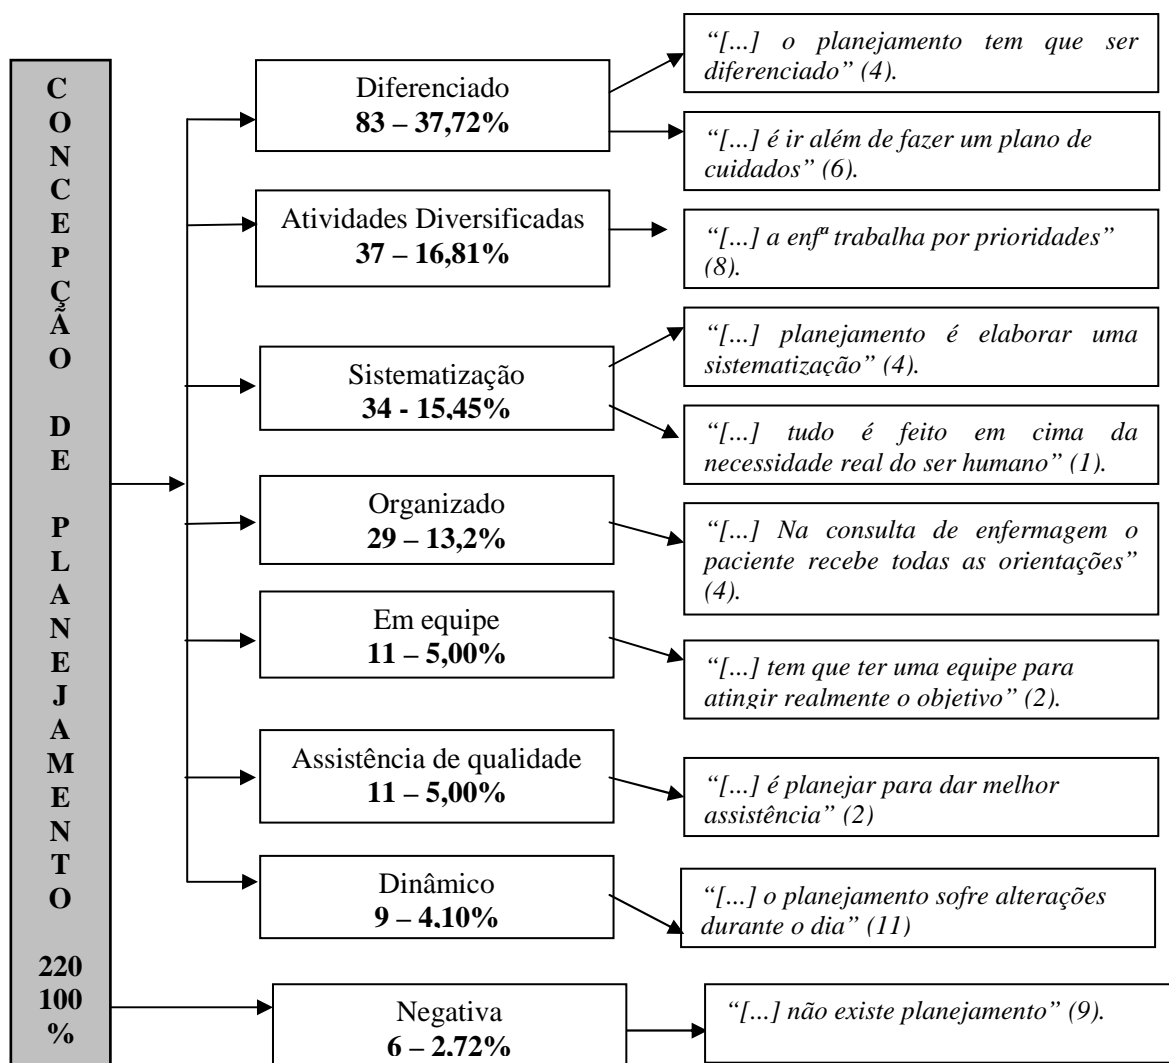 CONCEPÇÃO DE PLANEJAMENTO
220
100
%
Diferenciado
83 – 37,72%
“[...] o planejamento tem que ser
diferenciado” (4).
“[...] é ir além de fazer um plano de
cuidados” (6).
Atividades Diversificadas
37 – 16,81%
“[...] a enfª trabalha por prioridades”
(8).
Sistematização
34 - 15,45%
“[...] planejamento é elaborar uma
sistematização” (4).
“[...] tudo é feito em cima da
necessidade real do ser humano” (1).
Organizado
29 – 13,2%
“[...] Na consulta de enfermagem o
paciente recebe todas as orientações”
(4).
Em equipe
11 – 5,00%
“[...] tem que ter uma equipe para
atingir realmente o objetivo” (2).
Assistência de qualidade
11 – 5,00%
“[...] é planejar para dar melhor
assistência” (2)
Dinâmico
9 – 4,10%
“[...] o planejamento sofre alterações
durante o dia” (11)
Negativa
6 – 2,72%
“[...] não existe planejamento” (9).